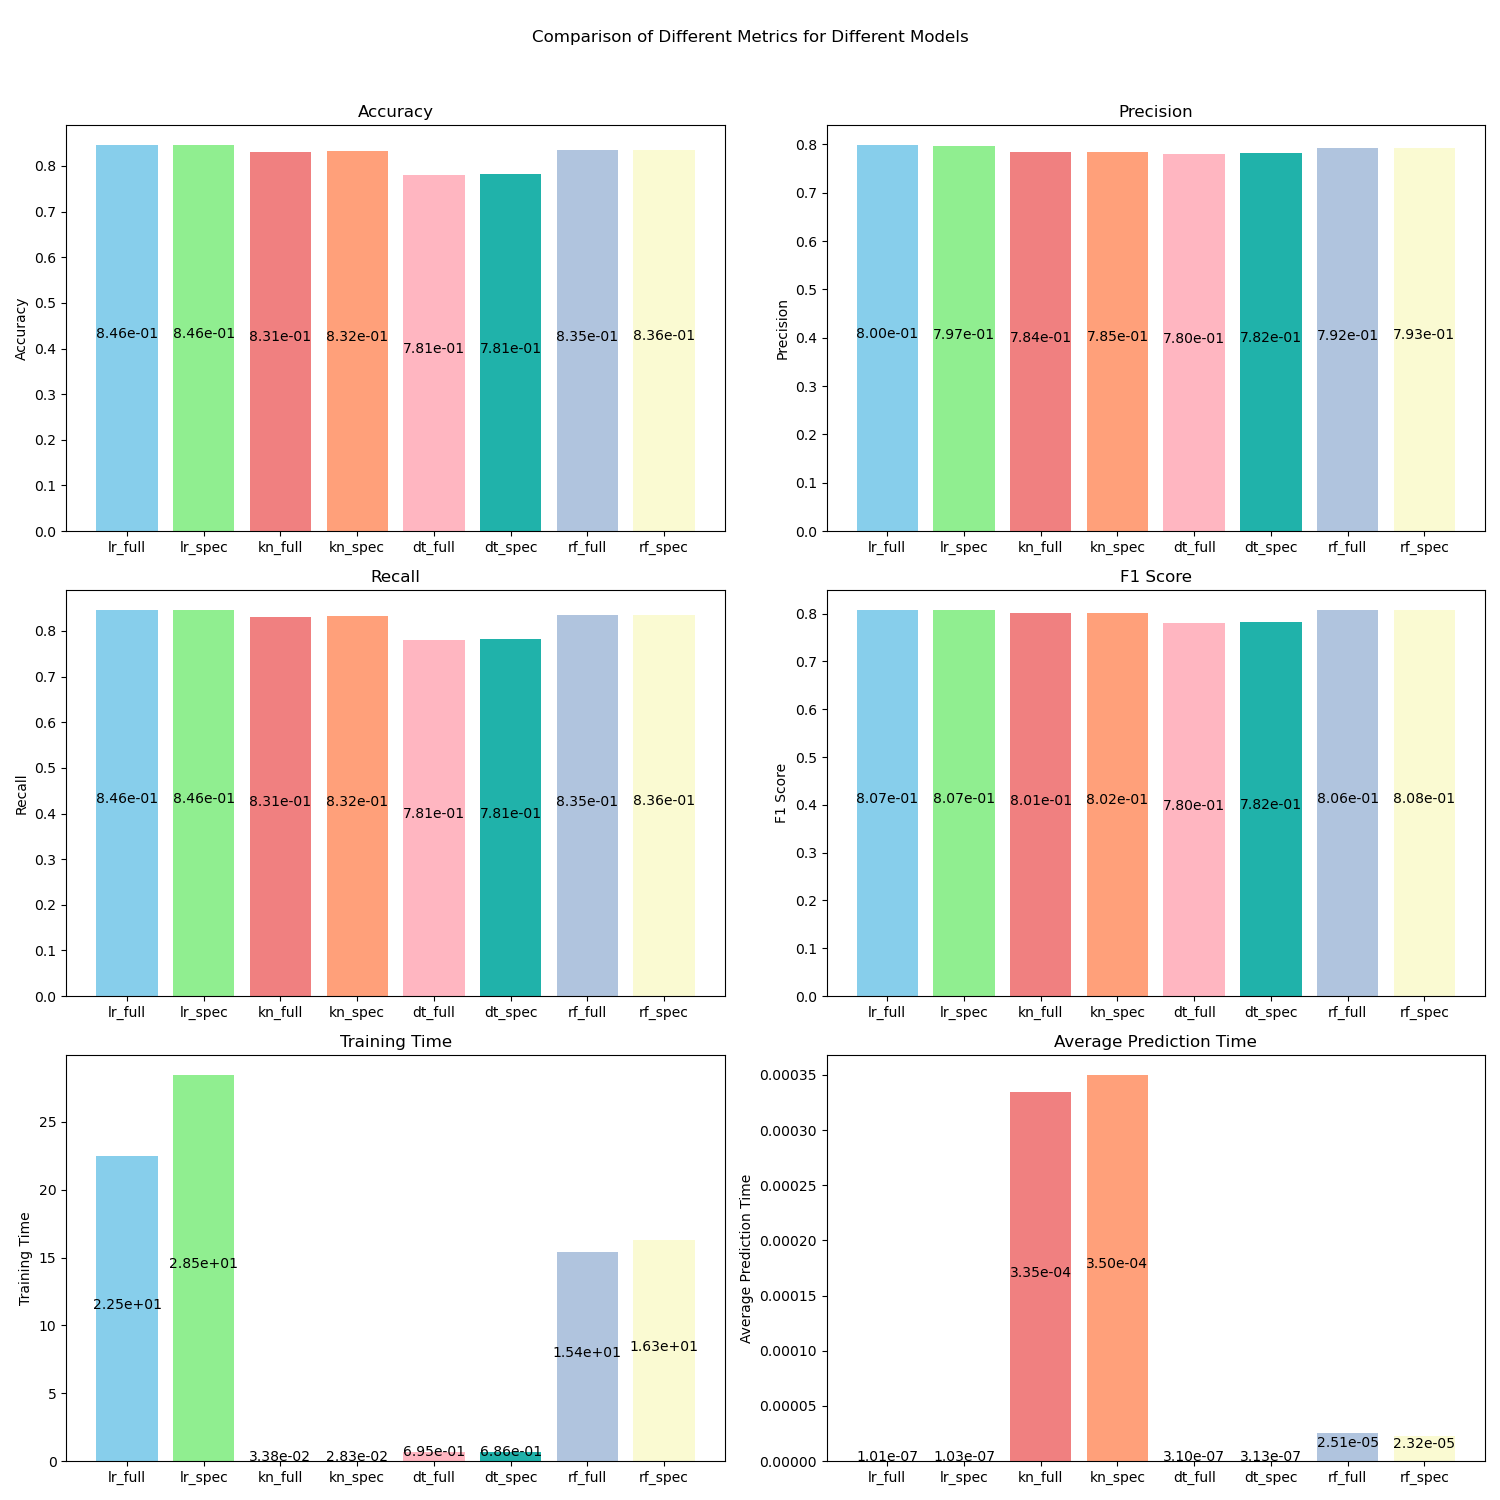 Comparison of Different Metrics for Different Models
Accuracy
Accuracy
0.8
0.7
0.6
0.5
0.4
0.3
0.2
0.1
0.0
8.46e-01 8.46e-01 8.31e-01 8.32e-01 7.81e-01 7.81e-01 8.35e-01 8.36e-01
lr_full lr_spec kn_full kn_spec dt_full dt_spec rf_full rf_spec
Precision
Precision
0.8
0.7
0.6
0.5
0.4
0.3
0.2
0.1
0.0
8.00e-01 7.97e-01 7.84e-01 7.85e-01 7.80e-01 7.82e-01 7.92e-01 7.93e-01
lr_full lr_spec kn_full kn_spec dt_full dt_spec rf_full rf_spec
Recall
Recall
0.8
0.7
0.6
0.5
0.4
0.3
0.2
0.1
0.0
8.46e-01 8.46e-01 8.31e-01 8.32e-01 7.81e-01 7.81e-01 8.35e-01 8.36e-01
lr_full lr_spec kn_full kn_spec dt_full dt_spec rf_full rf_spec
F1 Score
F1 Score
0.8
0.7
0.6
0.5
0.4
0.3
0.2
0.1
0.0
8.07e-01 8.07e-01 8.01e-01 8.02e-01 7.80e-01 7.82e-01 8.06e-01 8.08e-01
lr_full lr_spec kn_full kn_spec dt_full dt_spec rf_full rf_spec
Training Time
Training Time
25
20
15
10
5
0
2.25e+01 2.85e+01 3.38e-02 2.83e-02 6.95e-01 6.86e-01 1.54e+01 1.63e+01
lr_full lr_spec kn_full kn_spec dt_full dt_spec rf_full rf_spec
Average Prediction Time
Average Prediction Time
0.00035
0.00030
0.00025
0.00020
0.00015
0.00010
0.00005
0.00000
1.01e-07 1.03e-07 3.35e-04 3.50e-04 3.10e-07 3.13e-07 2.51e-05 2.32e-05
lr_full lr_spec kn_full kn_spec dt_full dt_spec rf_full rf_spec